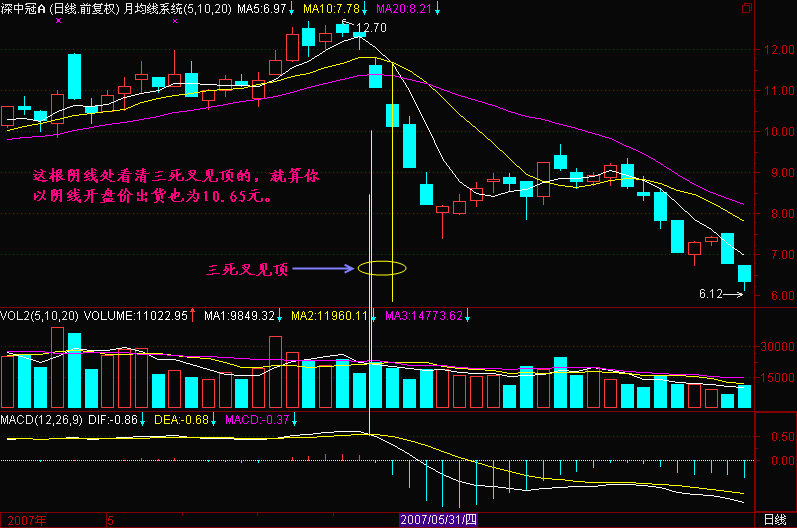 深中冠A (日线.前复权) 月均线系统(5,10,20) MA5:6.97↓ MA10:7.78↓ MA20:8.21↓
12.70
12.00
11.00
10.00
9.00
8.00
7.00
6.00
这根阴线处看清三死叉见顶的，就算你
以阴线开盘价出货也为10.65元。
三死叉见顶
6.12
VOL2(5,10,20) VOLUME:11022.95↑ MA1:9849.32↓ MA2:11960.11↓ MA3:14773.62↓
30000
15000
MACD(12,26,9) DIF:-0.86↓ DEA:-0.68↓ MACD:-0.37↓
0.60
0.00
2007年
5
2007/05/31/四
日线